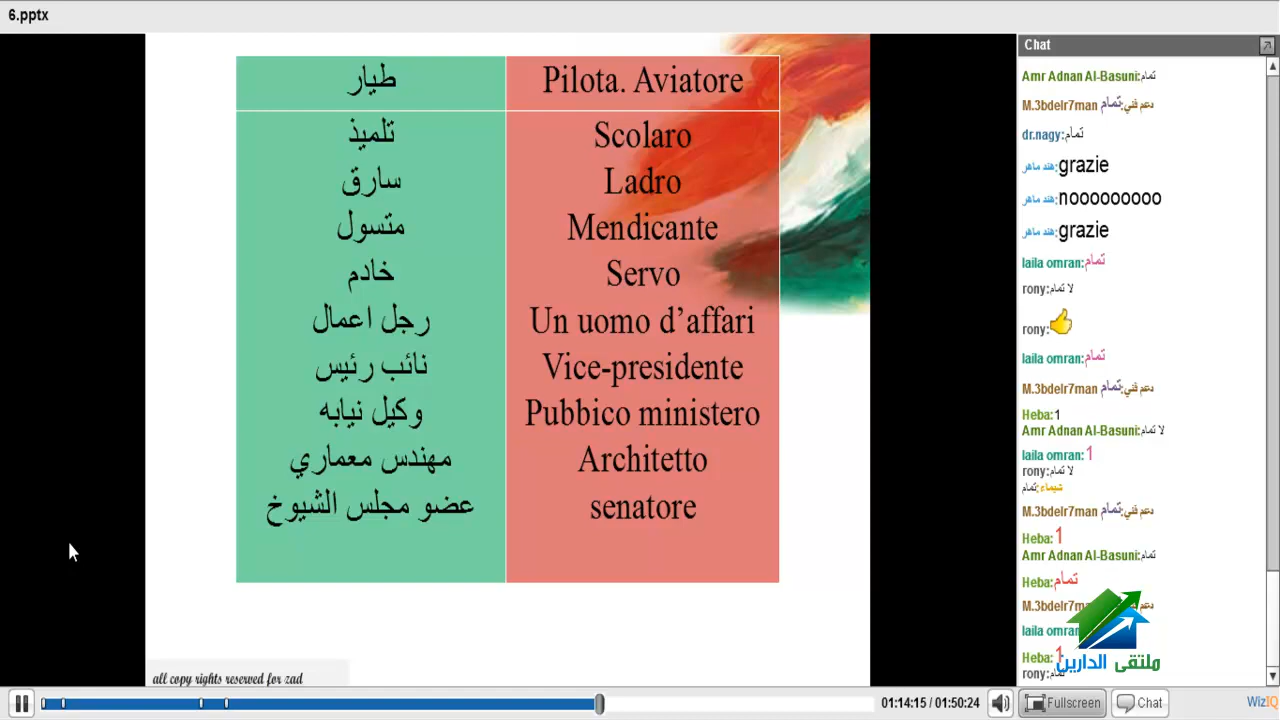 6.pptx
طيار Pilota. Aviatore
تلميذ Scolaro
سارق Ladro
متسول Mendicante
خادم Servo
رجل اعمال Un uomo d’affari
نائب رئيس Vice-presidente
وكيل نيابه Pubbico ministero
مهندس معماري Architetto
عضو مجلس الشيوخ senatore
all copy rights reserved for zad
Chat
Amr Adnan Al-Basuni: تمام
M.3bdelr7man دعم فني: تمام
dr.nagy: تمام
هند ماهر: grazie
هند ماهر: nooooooooo
هند ماهر: grazie
laila omran: تمام
rony: لا تمام
rony:
laila omran: تمام
M.3bdelr7man دعم فني: تمام
Heba: 1
Amr Adnan Al-Basuni: لا تمام
laila omran: 1
rony: لا تمام
شيماء: تمام
M.3bdelr7man دعم فني: تمام
Heba: 1
Amr Adnan Al-Basuni: تمام
Heba: تمام
laila omran
Heba: 1
rony:
ملتقى الدارين
01:14:15 / 01:50:24
Fullscreen
Chat
WizIQ